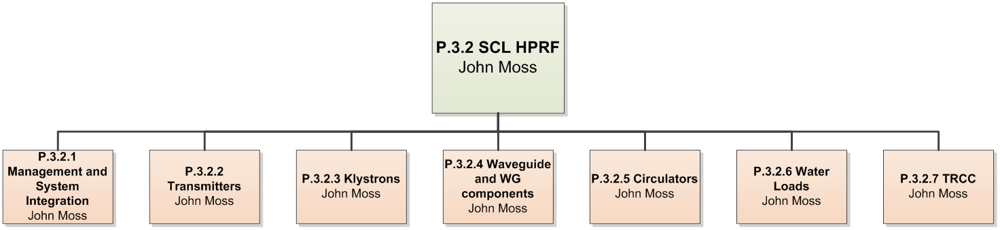 P.3.2 SCL HPRF
John Moss
P.3.2.1
Management and
System
Integration
John Moss
P.3.2.2
Transmitters
John Moss
P.3.2.3 Klystrons
John Moss
P.3.2.4 Waveguide
and WG
components
John Moss
P.3.2.5 Circulators
John Moss
P.3.2.6 Water
Loads
John Moss
P.3.2.7 TRCC
John Moss